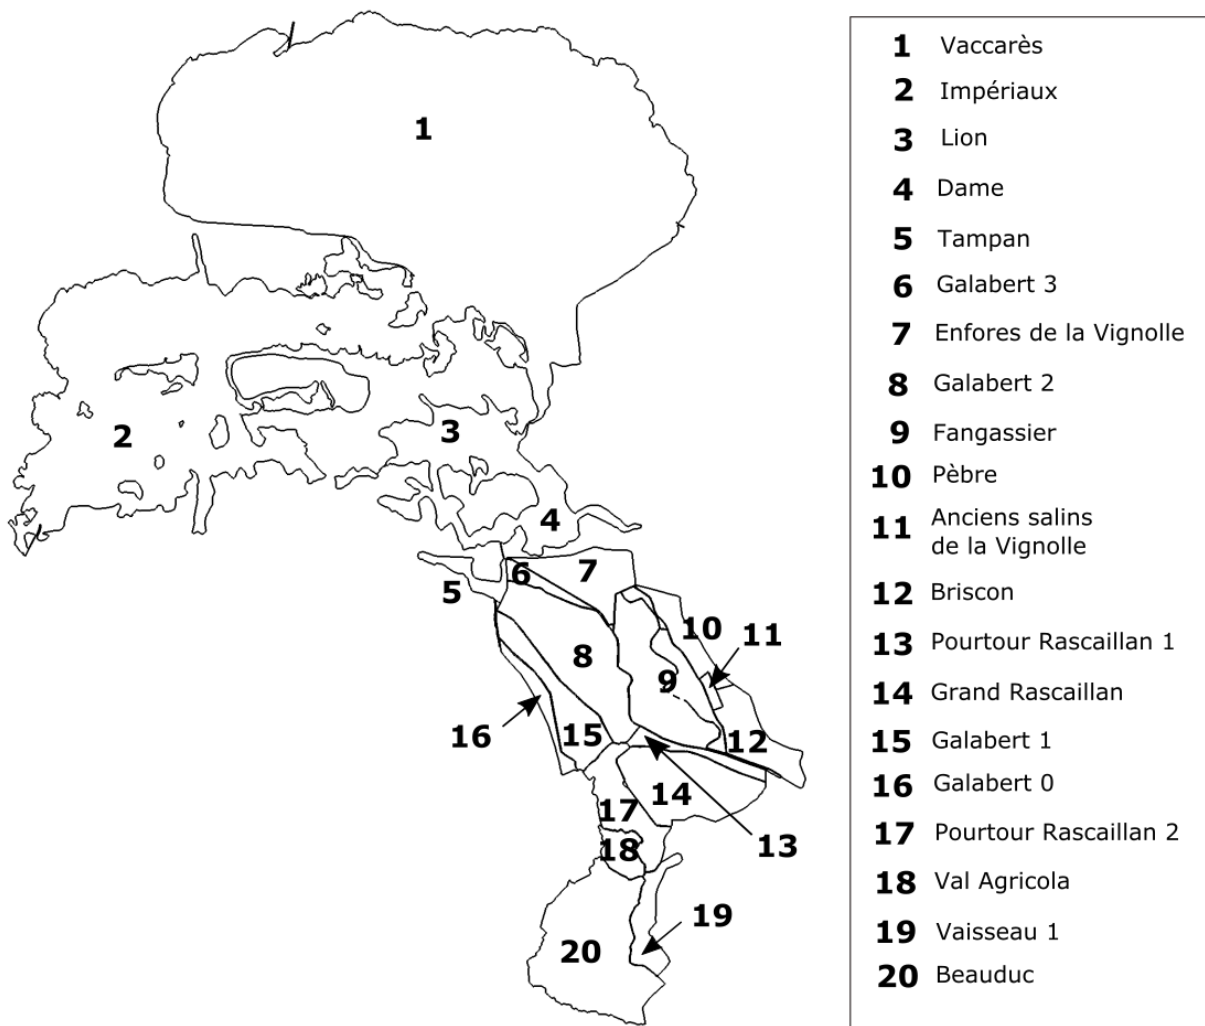 1
2
3
4
5
6
7
8
9
10
11
12
13
14
15
16
17
18
19
20
1 Vaccarès
2 Impériaux
3 Lion
4 Dame
5 Tampan
6 Galabert 3
7 Enfores de la Vignolle
8 Galabert 2
9 Fangassier
10 Pèbre
11 Anciens salins
de la Vignolle
12 Briscon
13 Pourtour Rascaillan 1
14 Grand Rascaillan
15 Galabert 1
16 Galabert 0
17 Pourtour Rascaillan 2
18 Val Agricola
19 Vaisseau 1
20 Beauduc